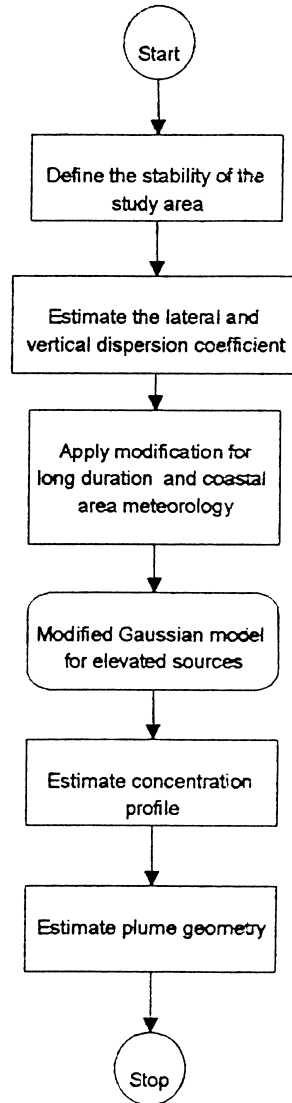 Start
Define the stability of the
study area
Estimate the lateral and
vertical dispersion coefficient
Apply modification for
long duration and coastal
area meteorology
Modified Gaussian model
for elevated sources
Estimate concentration
profile
Estimate plume geometry
Stop